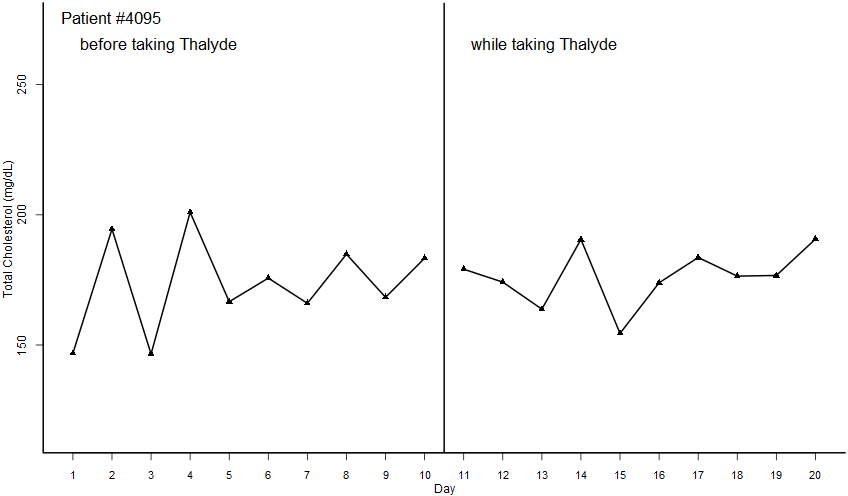 Patient #4095
before taking Thalyde
while taking Thalyde
Total Cholesterol (mg/dL)
250
200
150
1 2 3 4 5 6 7 8 9 10 11 12 13 14 15 16 17 18 19 20
Day